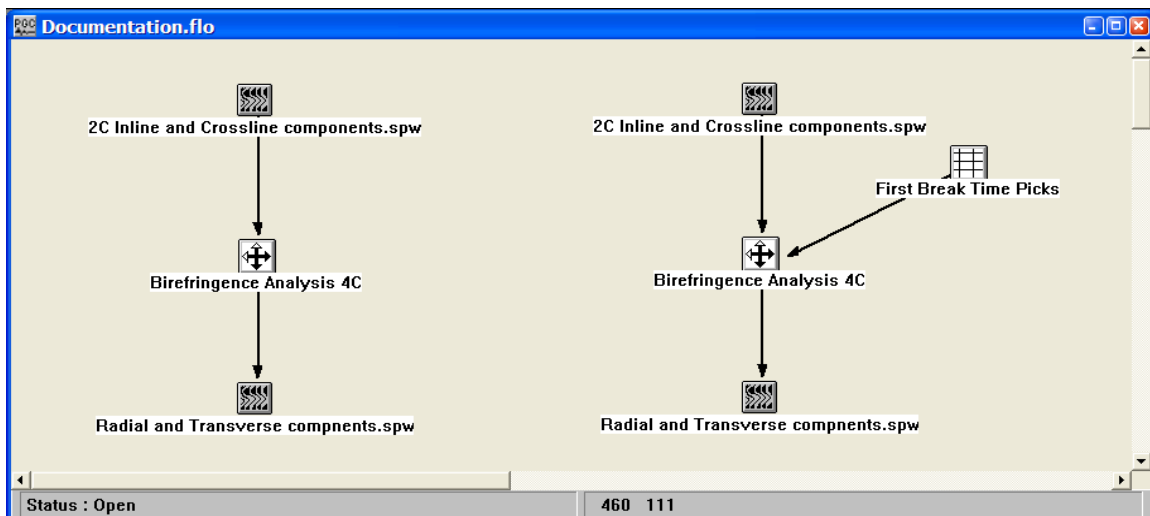 PGC
Documentation.flo
2C Inline and Crossline components.spw
Birefringence Analysis 4C
Radial and Transverse compnents.spw
2C Inline and Crossline components.spw
First Break Time Picks
Birefringence Analysis 4C
Radial and Transverse compnents.spw
Status : Open
460 111